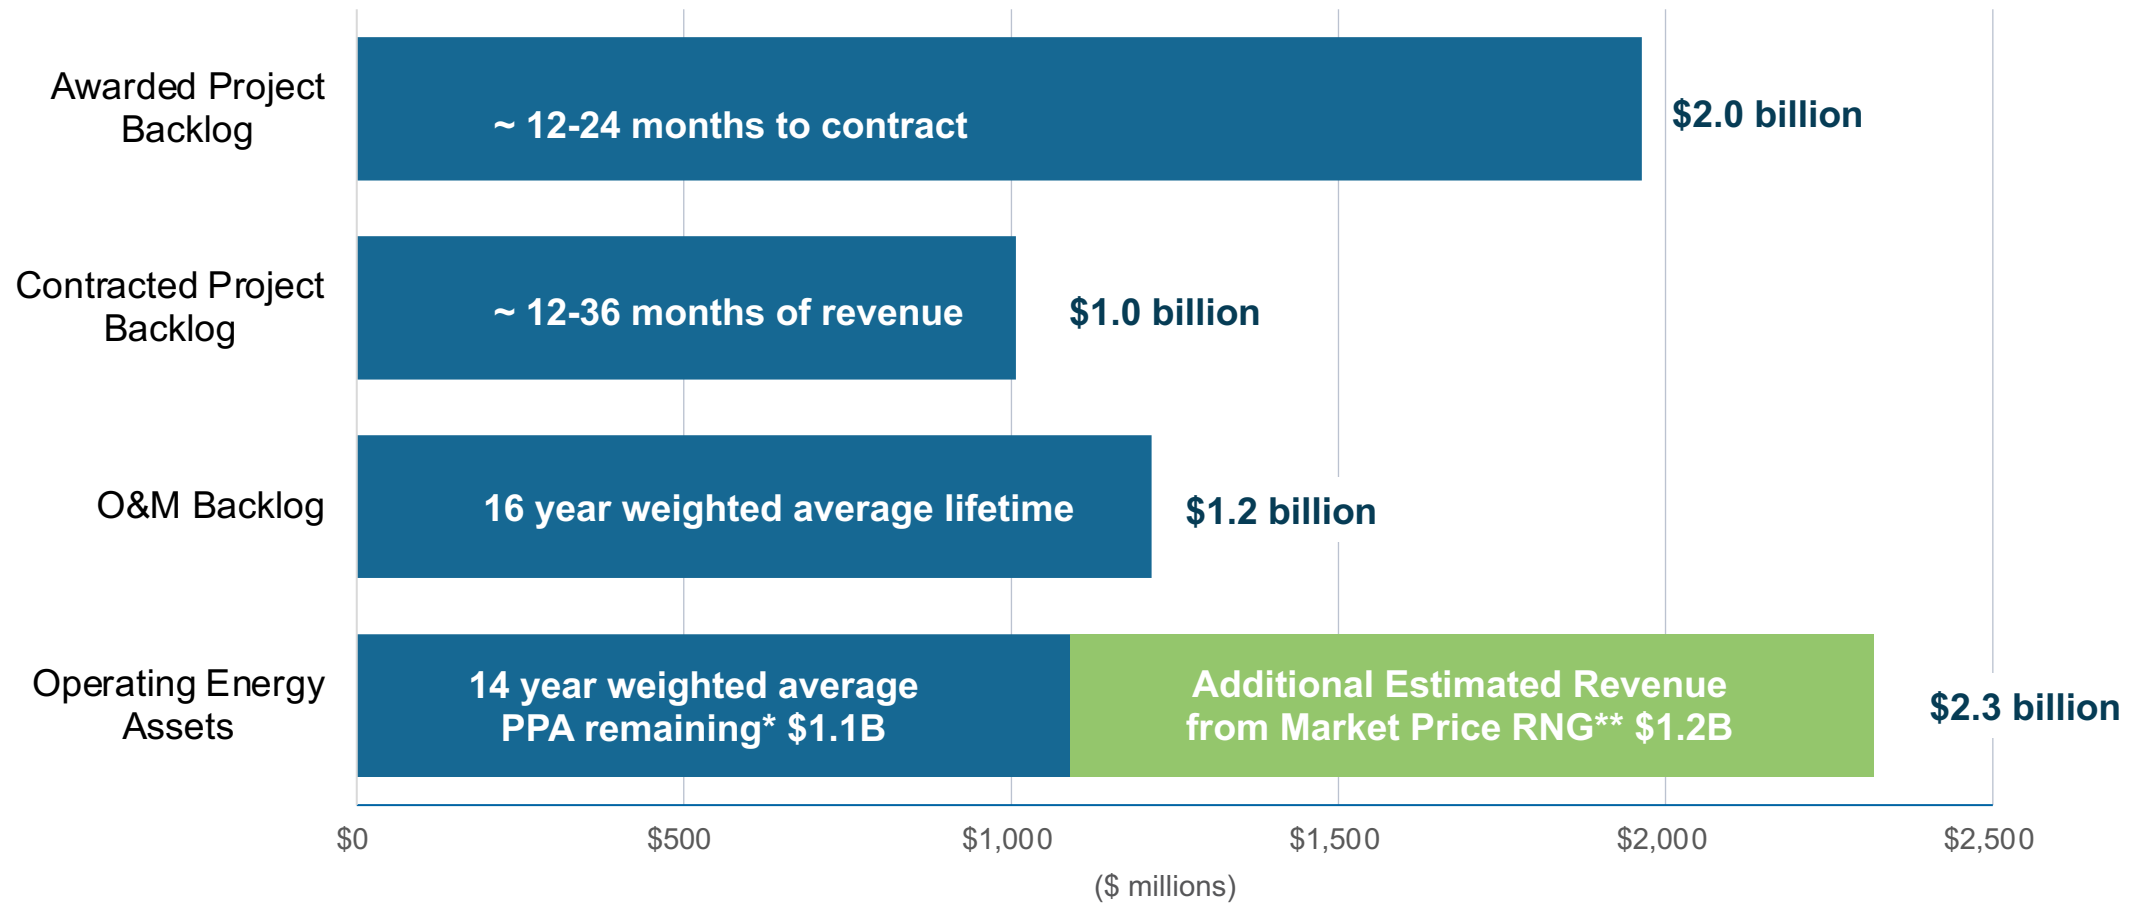 Awarded Project
Backlog
~ 12-24 months to contract
$2.0 billion
Contracted Project
Backlog
~ 12-36 months of revenue
$1.0 billion
O&M Backlog
16 year weighted average lifetime
$1.2 billion
Operating Energy
Assets
14 year weighted average
PPA remaining* $1.1B
Additional Estimated Revenue
from Market Price RNG** $1.2B
$2.3 billion
$0
$500
$1,000
$1,500
$2,000
$2,500
($ millions)